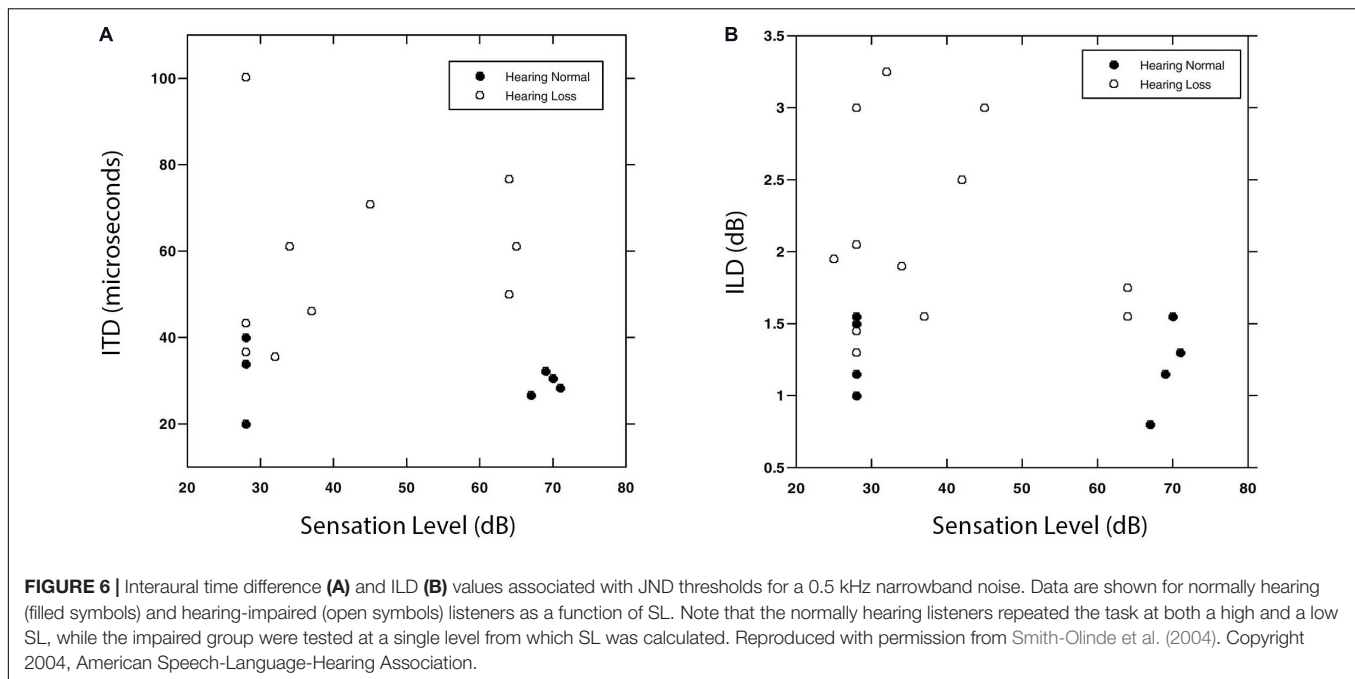 A
100
80
60
40
20
ITD (microseconds)
Hearing Normal
Hearing Loss
20 30 40 50 60 70 80
Sensation Level (dB)
B
3.5
3
2.5
2
1.5
1
0.5
ILD (dB)
Hearing Normal
Hearing Loss
20 30 40 50 60 70 80
Sensation Level (dB)
FIGURE 6 | Interaural time difference (A) and ILD (B) values associated with JND thresholds for a 0.5 kHz narrowband noise. Data are shown for normally hearing
(filled symbols) and hearing-impaired (open symbols) listeners as a function of SL. Note that the normally hearing listeners repeated the task at both a high and a low
SL, while the impaired group were tested at a single level from which SL was calculated. Reproduced with permission from Smith-Olinde et al. (2004). Copyright
2004, American Speech-Language-Hearing Association.